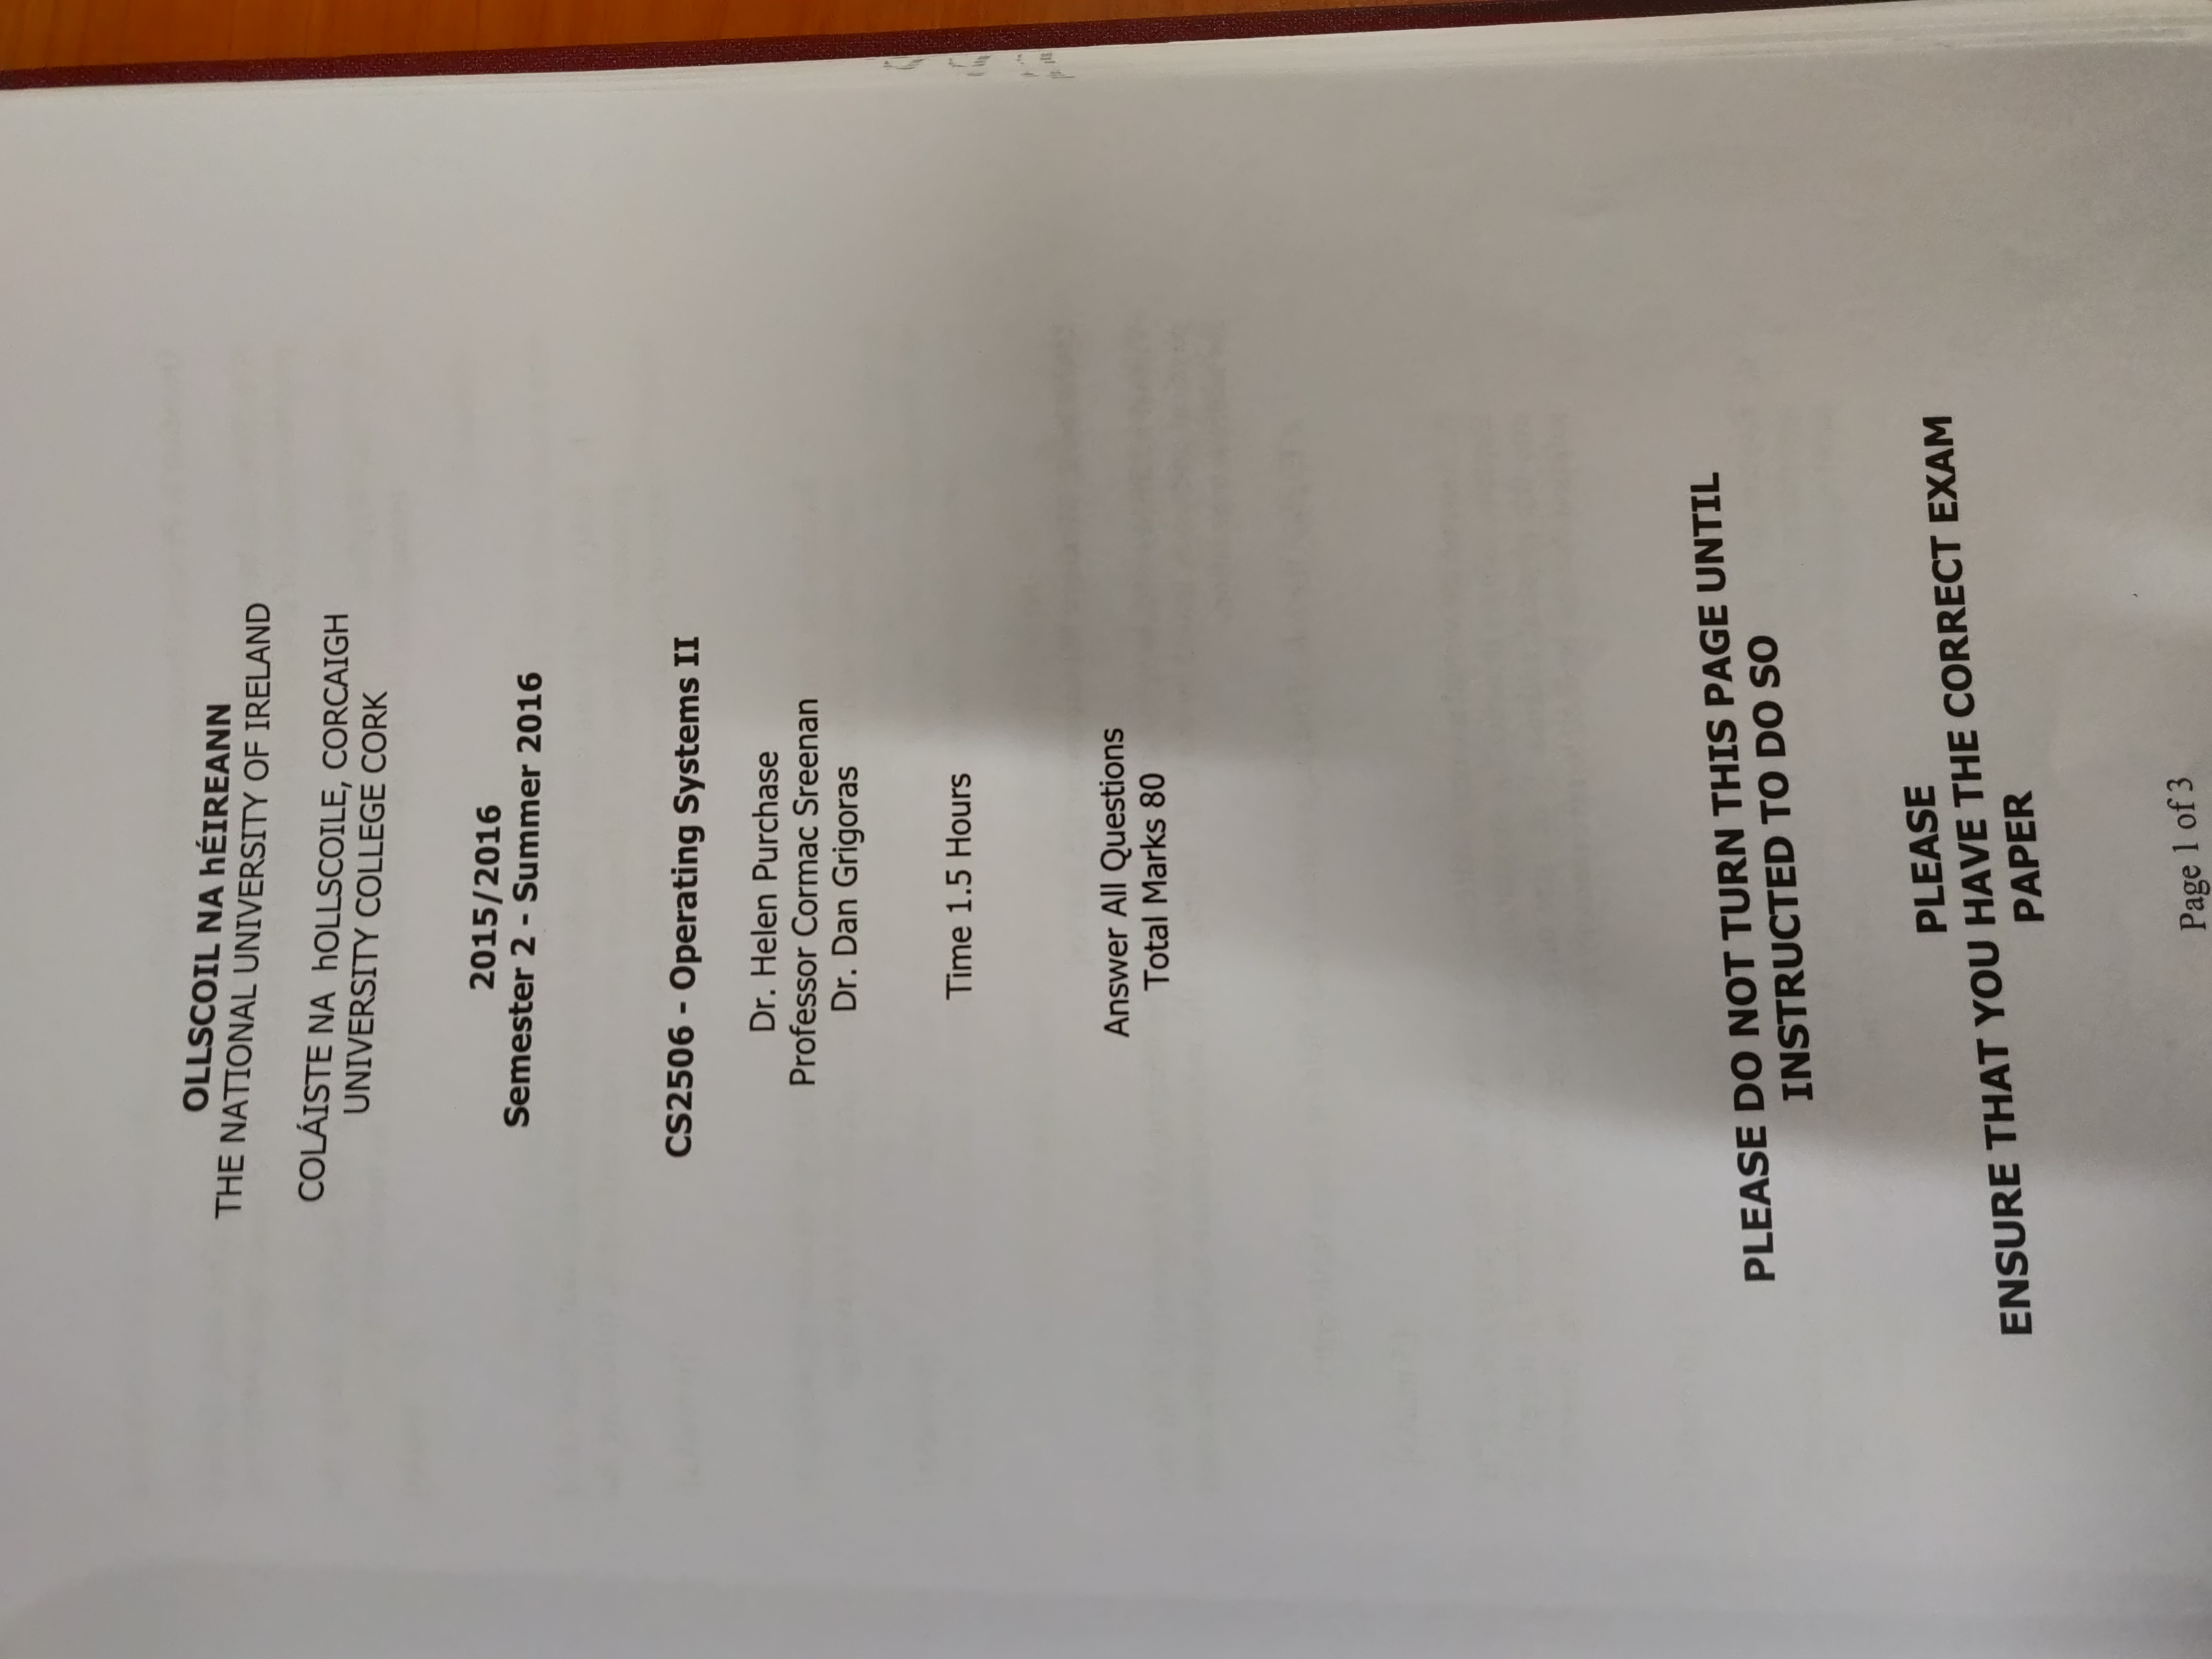 OLLSCOIL NA hÉIREANN
THE NATIONAL UNIVERSITY OF IRELAND
COLÁISTE NA hOLLSCOILE, CORCAIGH
UNIVERSITY COLLEGE CORK
2015/2016
Semester 2 - Summer 2016
CS2506 - Operating Systems II
Dr. Helen Purchase
Professor Cormac Sreenan
Dr. Dan Grigoras
Time 1.5 Hours
Answer All Questions
Total Marks 80
PLEASE DO NOT TURN THIS PAGE UNTIL
INSTRUCTED TO DO SO
PLEASE
ENSURE THAT YOU HAVE THE CORRECT EXAM
PAPER
Page 1 of 3